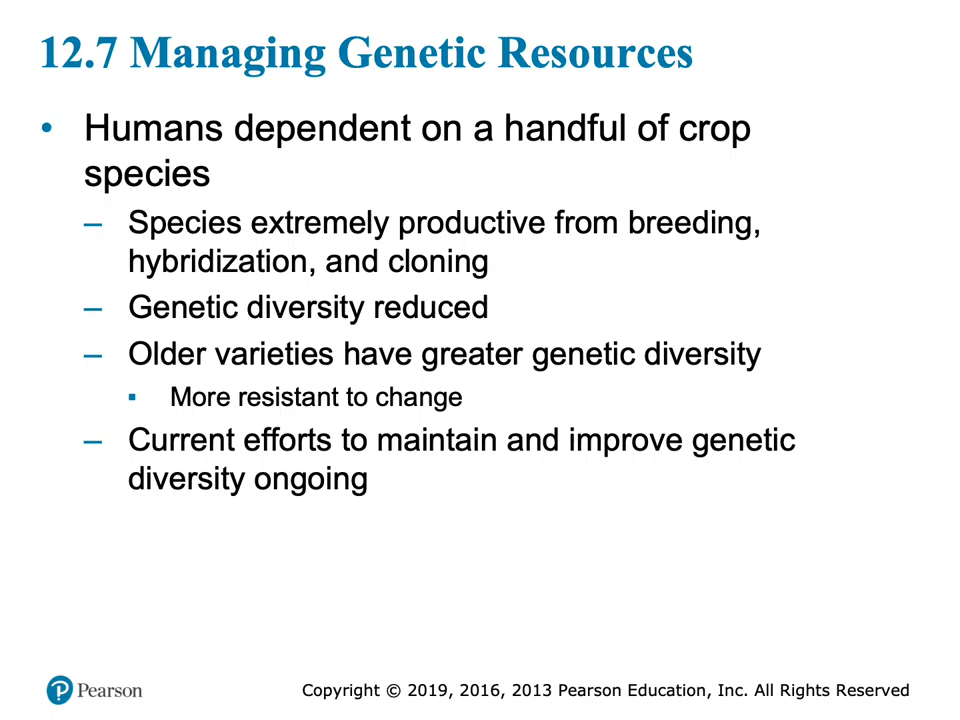 12.7 Managing Genetic Resources
• Humans dependent on a handful of crop
species
– Species extremely productive from breeding,
hybridization, and cloning
– Genetic diversity reduced
– Older varieties have greater genetic diversity
▪ More resistant to change
– Current efforts to maintain and improve genetic
diversity ongoing
P Pearson
Copyright © 2019, 2016, 2013 Pearson Education, Inc. All Rights Reserved